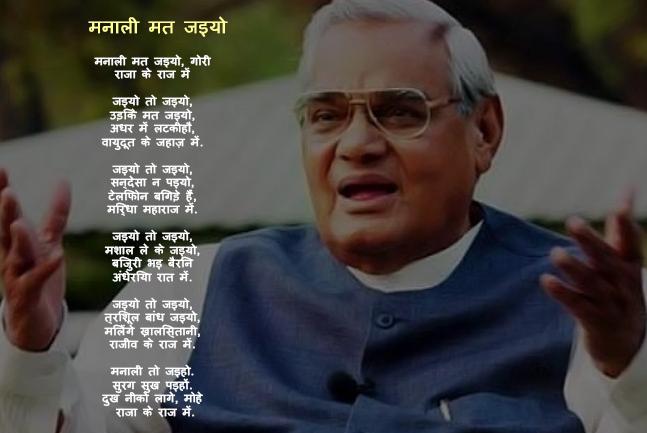 मनाली मत जइयो
मनाली मत जइयो, गोरी
राजा के राज में
जइयो तो जइयो,
उड़िके मत जइयो,
अधर में लटकीहौ,
वायुदूत के जहाज़ में.
जइयो तो जइयो,
सन्देसा न पइयो,
टेलिफोन बिगड़े हैं,
मिर्धा महाराज में.
जइयो तो जइयो,
मशाल ले के जइयो,
बिजुरी भइ बैरिन
अंधेरिया रात में.
जइयो तो जइयो,
त्रिशूल बांध जइयो,
मिलेंगे ख़ालिस्तानी,
राजीव के राज में.
मनाली तो जइहो.
सुरग सुख पइहों.
दुख नीको लागे, मोहे
राजा के राज में.